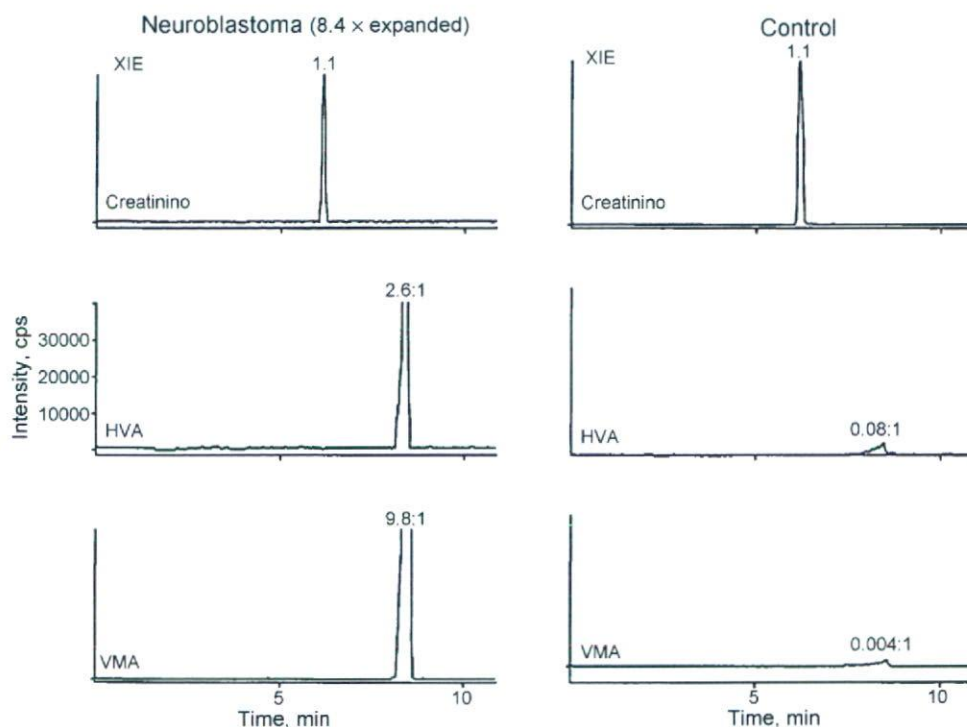 Neuroblastoma (8.4 × expanded)
Control
XIE
1.1
Creatinino
XIE
1.1
Creatinino
Intensity, cps
30000
20000
10000
2.6:1
HVA
0.08:1
HVA
9.8:1
VMA
0.004:1
VMA
5
10
Time, min
5
10
Time, min